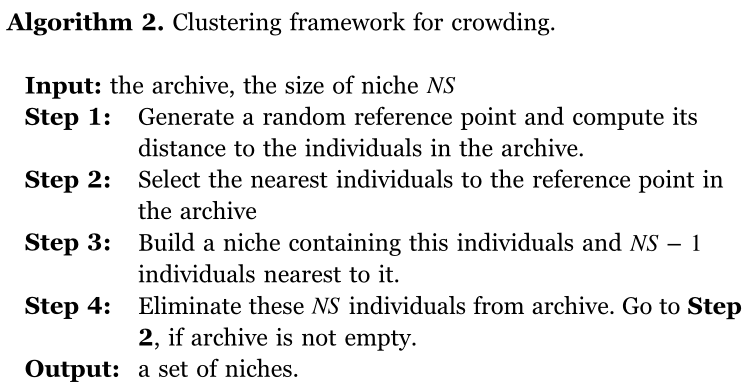 Algorithm 2. Clustering framework for crowding.
Input: the archive, the size of niche NS
Step 1: Generate a random reference point and compute its
distance to the individuals in the archive.
Step 2: Select the nearest individuals to the reference point in
the archive
Step 3: Build a niche containing this individuals and NS − 1
individuals nearest to it.
Step 4: Eliminate these NS individuals from archive. Go to Step
2, if archive is not empty.
Output: a set of niches.